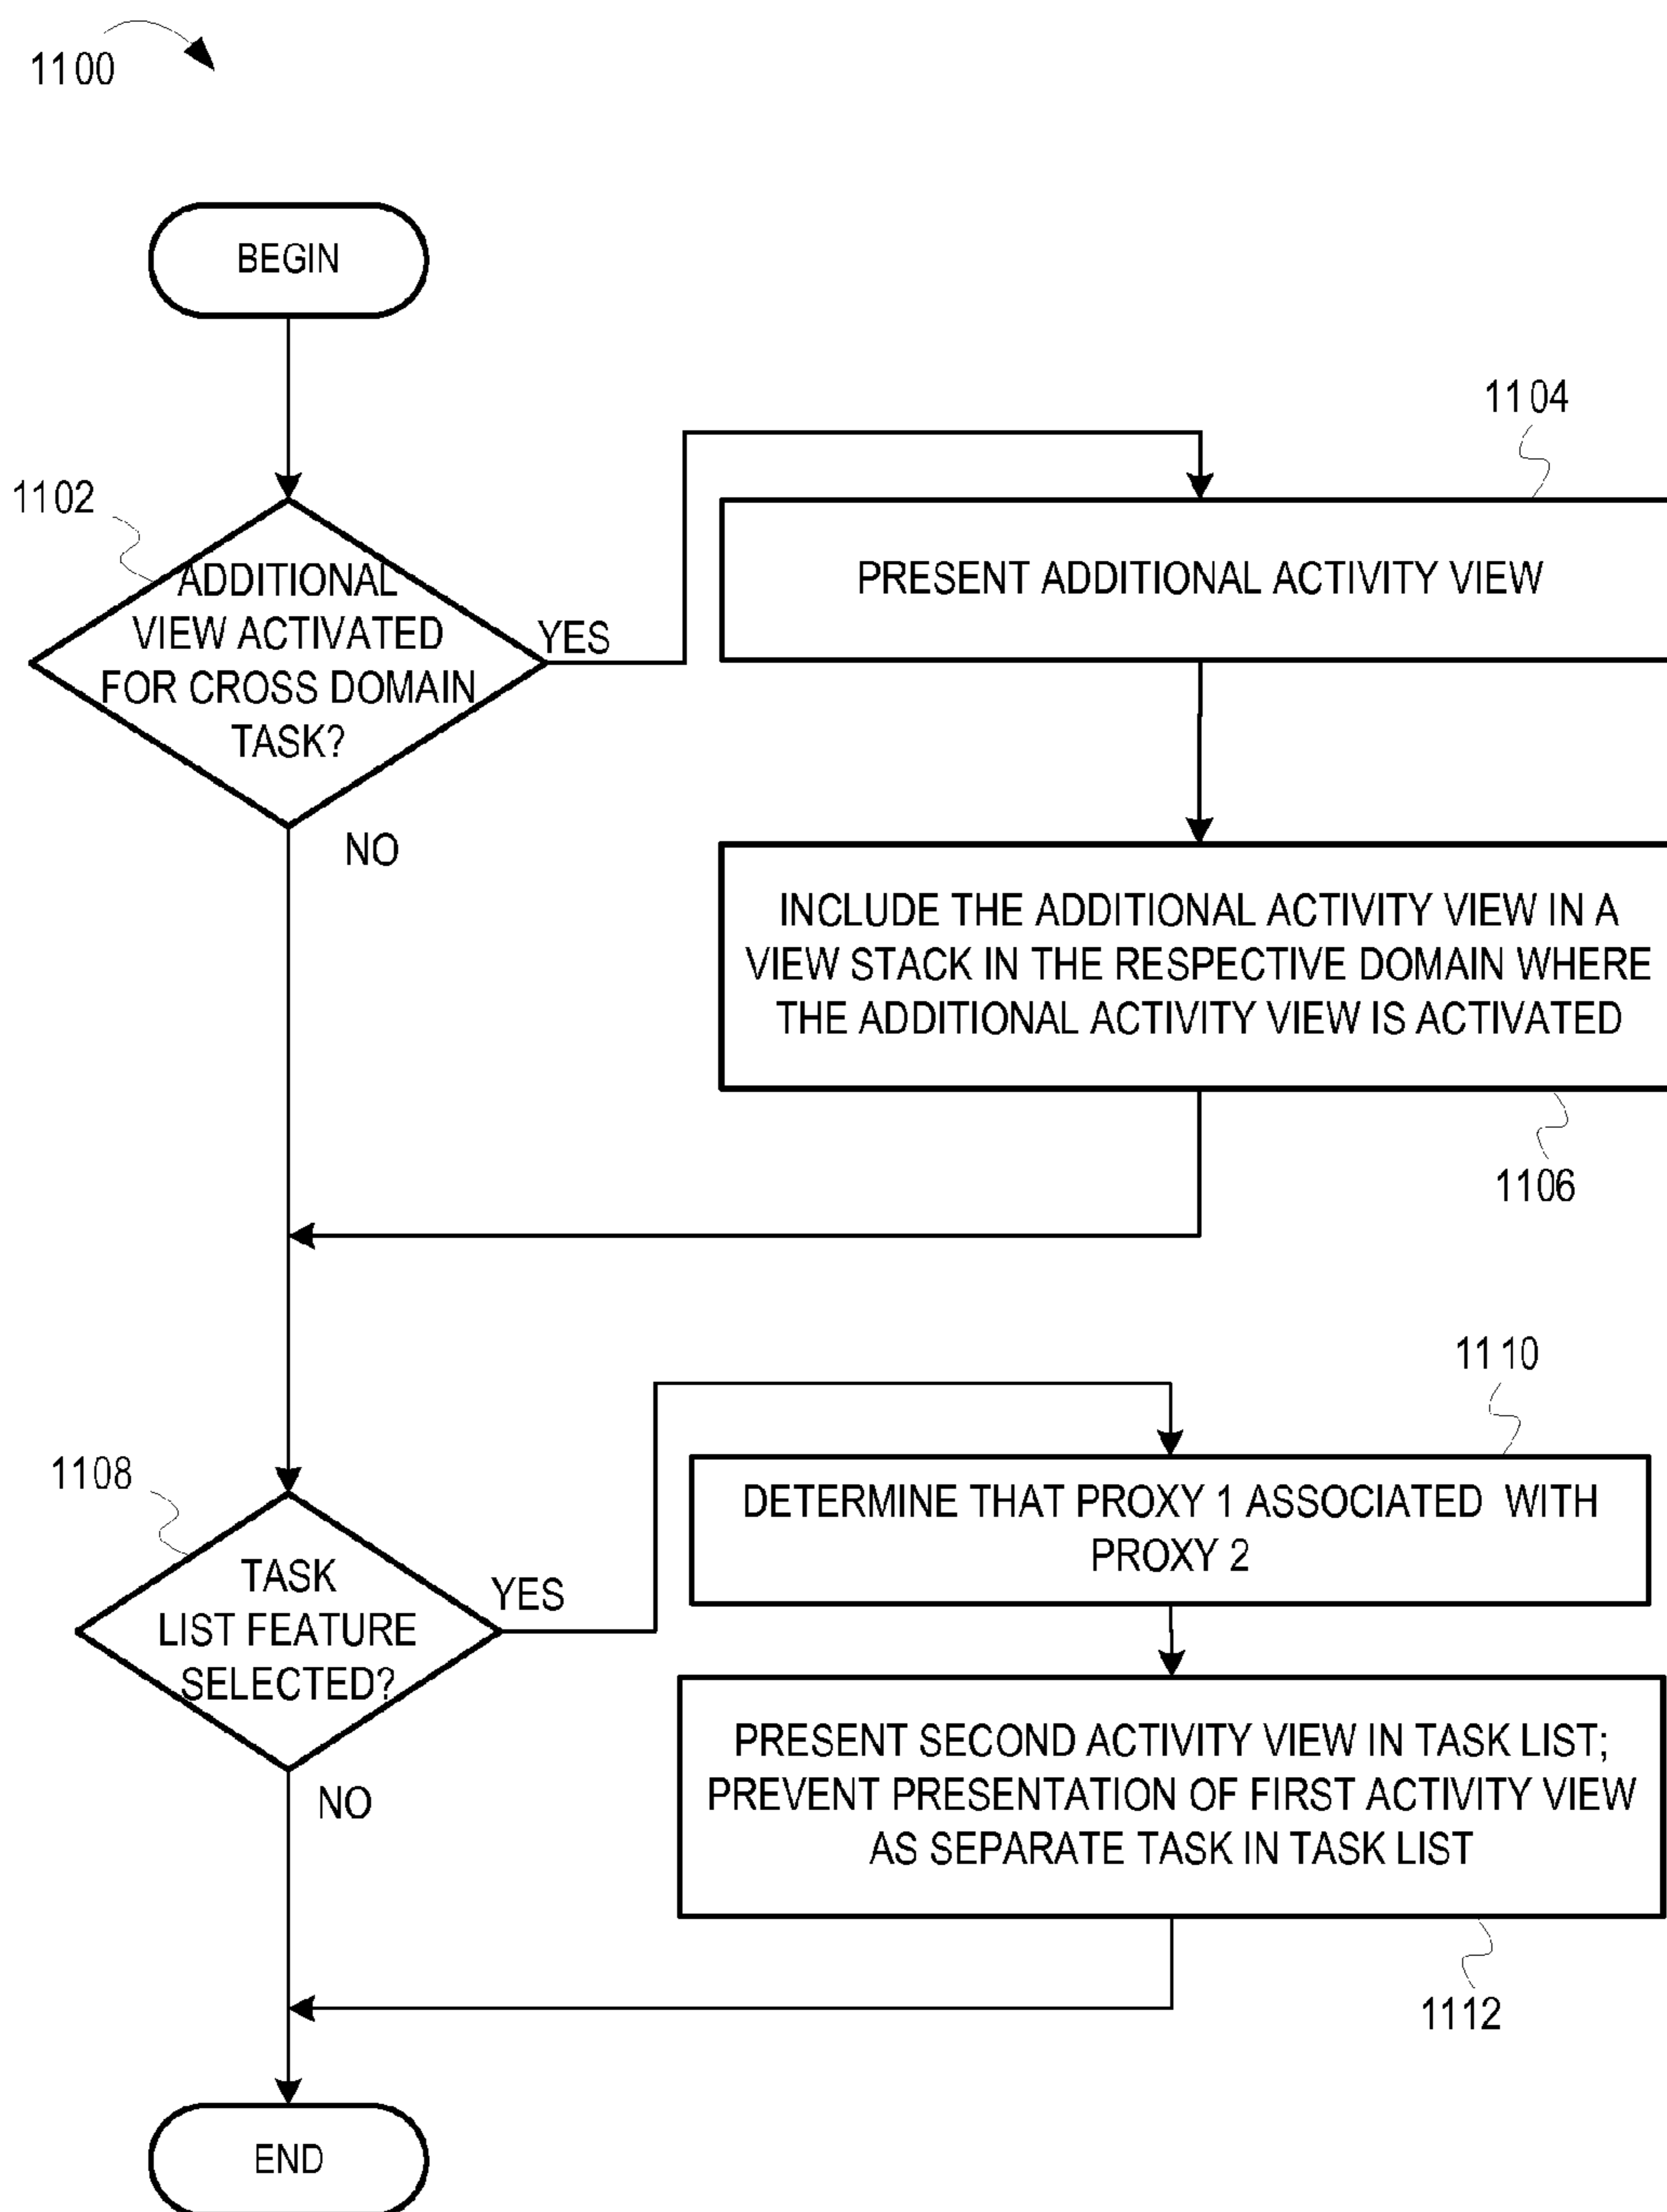 1100
BEGIN
1104
1102
ADDITIONAL
VIEW ACTIVATED
FOR CROSS DOMAIN
TASK?
YES
NO
PRESENT ADDITIONAL ACTIVITY VIEW
INCLUDE THE ADDITIONAL ACTIVITY VIEW IN A
VIEW STACK IN THE RESPECTIVE DOMAIN WHERE
THE ADDITIONAL ACTIVITY VIEW IS ACTIVATED
1106
1110
1108
TASK
LIST FEATURE
SELECTED?
YES
NO
DETERMINE THAT PROXY 1 ASSOCIATED WITH
PROXY 2
PRESENT SECOND ACTIVITY VIEW IN TASK LIST;
PREVENT PRESENTATION OF FIRST ACTIVITY VIEW
AS SEPARATE TASK IN TASK LIST
1112
END